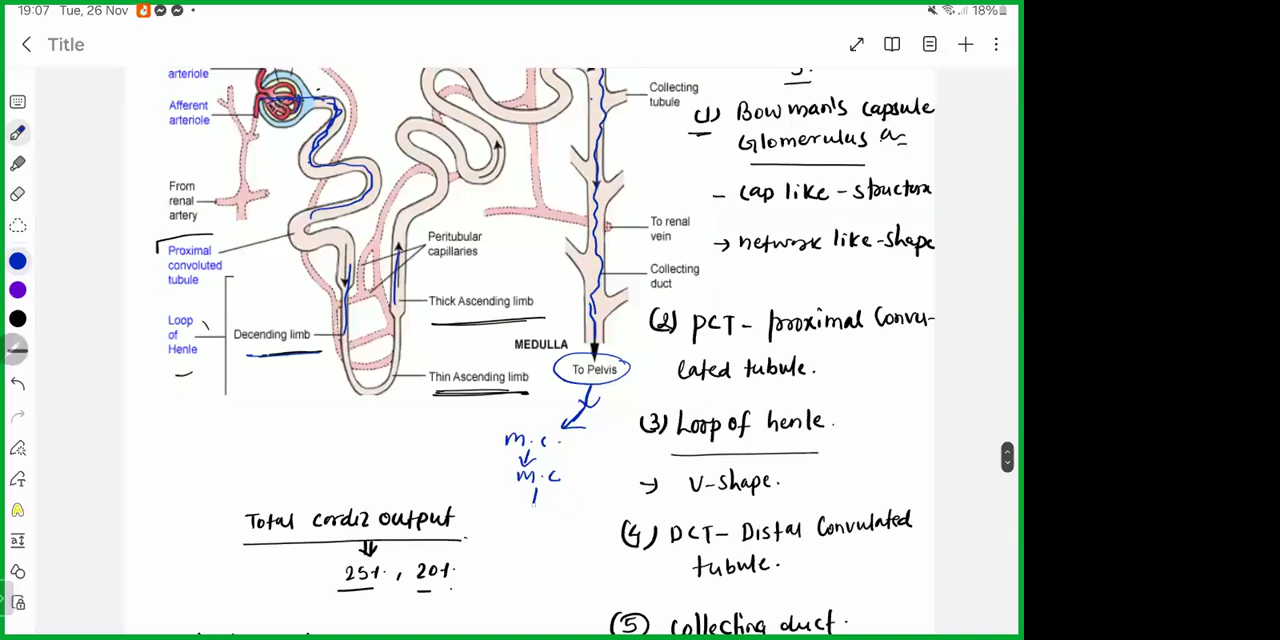 19:07 Tue, 26 Nov
18%
Title
arteriole
Afferent
arteriole
From
renal
artery
Proximal
convoluted
tubule
Loop
of
Henle
Decending limb
Peritubular
capillaries
Thick Ascending limb
MEDULLA
Thin Ascending limb
Collecting
tubule
To renal
vein
Collecting
duct
To Pelvis
m.c.
m.c
Total cordiz output
25%, 20%.
(1) Bowman's capsule
Glomerulus
- cap like - structure
→ network like-shape
(2) PCT - proximal Convu-
lated tubule.
(3) Loop of henle.
→ U-shape.
(4) DCT- Distal Convulated
tubule.
(5) collecting duct.